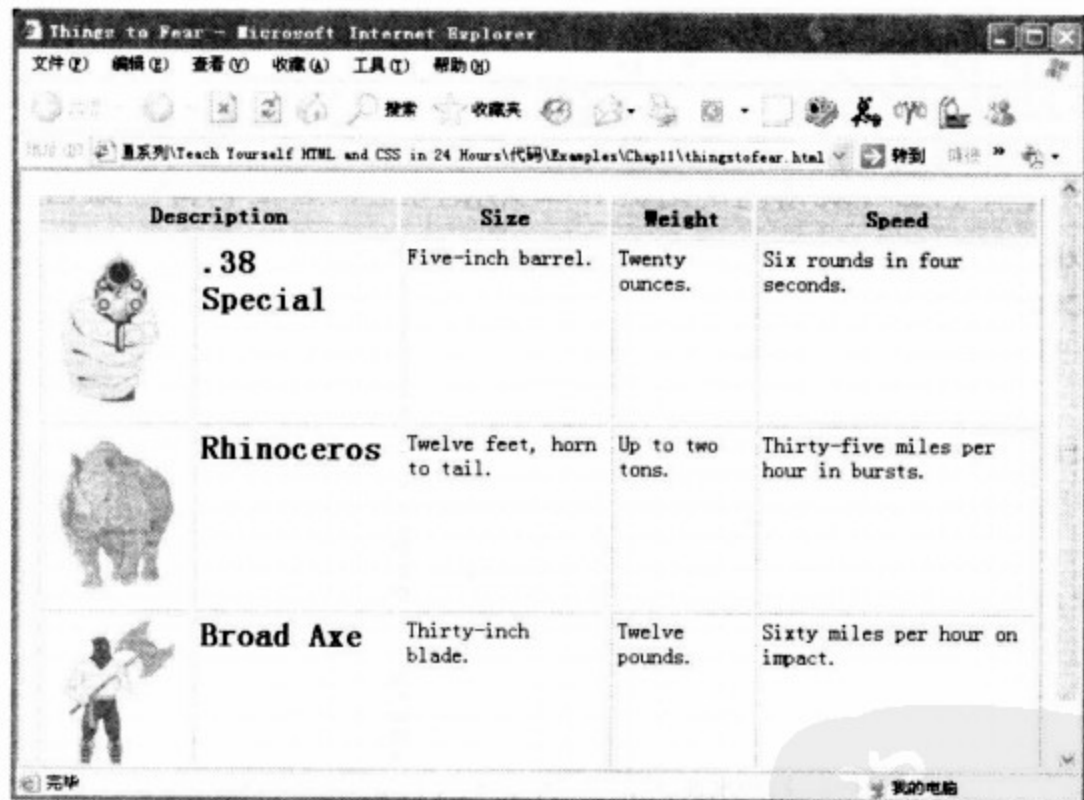 Things to Fear - Microsoft Internet Explorer
文件(F) 编辑(E) 查看(V) 收藏(A) 工具(T) 帮助(H)
搜索 收藏夹
系列\Teach Yourself HTML and CSS in 24 Hours\代码\Examples\Chap11\thingstofear.html 转到 »
Description Size Weight Speed
.38 Special
Five-inch barrel.
Twenty ounces.
Six rounds in four seconds.
Rhinoceros
Twelve feet, horn to tail.
Up to two tons.
Thirty-five miles per hour in bursts.
Broad Axe
Thirty-inch blade.
Twelve pounds.
Sixty miles per hour on impact.
完毕 我的电脑